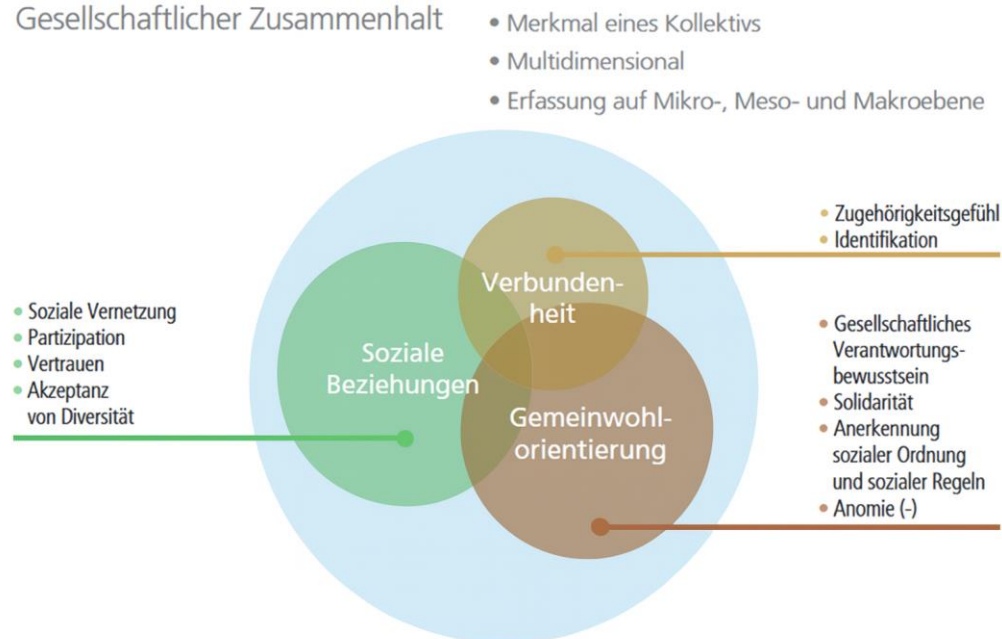 Gesellschaftlicher Zusammenhalt
• Merkmal eines Kollektivs
• Multidimensional
• Erfassung auf Mikro-, Meso- und Makroebene
• Zugehörigkeitsgefühl
• Identifikation
Verbunden-
heit
• Soziale Vernetzung
• Partizipation
• Vertrauen
• Akzeptanz
von Diversität
Soziale
Beziehungen
Gemeinwohl-
orientierung
• Gesellschaftliches
Verantwortungs-
bewusstsein
• Solidarität
• Anerkennung
sozialer Ordnung
und sozialer Regeln
• Anomie (-)